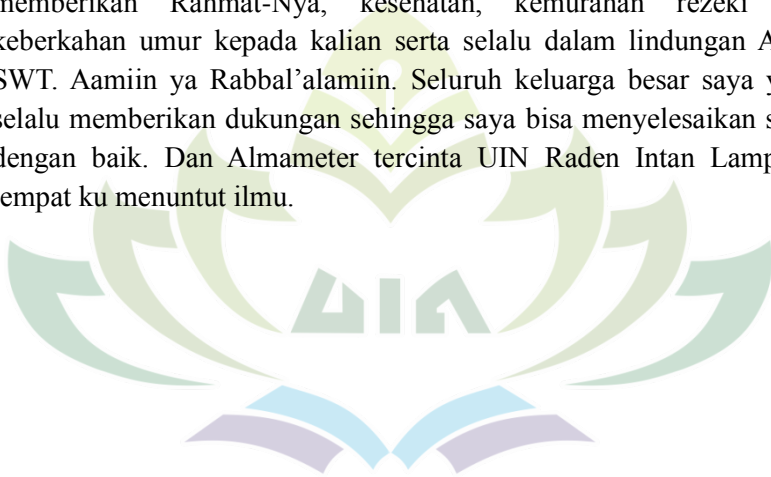 memberikan Rahmat-Nya, kesehatan, kemurahan rezeki
keberkahan umur kepada kalian serta selalu dalam lindungan A
SWT. Aamiin ya Rabbal’alamiin. Seluruh keluarga besar saya y
selalu memberikan dukungan sehingga saya bisa menyelesaikan s
dengan baik. Dan Almameter tercinta UIN Raden Intan Lamp
tempat ku menuntut ilmu.
UIN